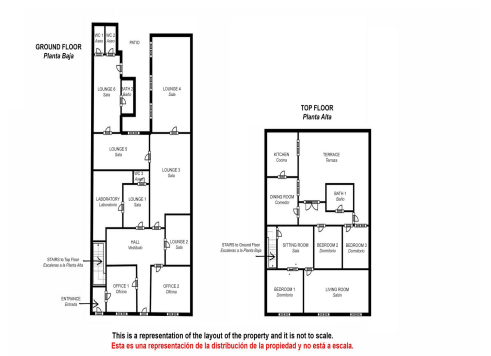 GROUND FLOOR
Planta Baja
WC 1
Aseo
WC 2
Aseo
PATIO
LOUNGE 6
Sala
BATH 2
Baño
LOUNGE 4
Sala
LOUNGE 5
Sala
LOUNGE 3
Sala
WC 3
Aseo
LABORATORY
Laboratorio
LOUNGE 1
Sala
HALL
Vestíbulo
LOUNGE 2
Sala
STAIRS to Top Floor
Escaleras a la Planta Alta
OFFICE 1
Oficina
OFFICE 2
Oficina
ENTRANCE
Entrada
TOP FLOOR
Planta Alta
KITCHEN
Cocina
TERRACE
Terraza
DINING ROOM
Comedor
BATH 1
Baño
STAIRS to Ground Floor
Escaleras a la Planta Baja
SITTING ROOM
Sala
BEDROOM 2
Dormitorio
BEDROOM 3
Dormitorio
BEDROOM 1
Dormitorio
LIVING ROOM
Salón
This is a representation of the layout of the property and it is not to scale.
Esta es una representación de la distribución de la propiedad y no está a escala.